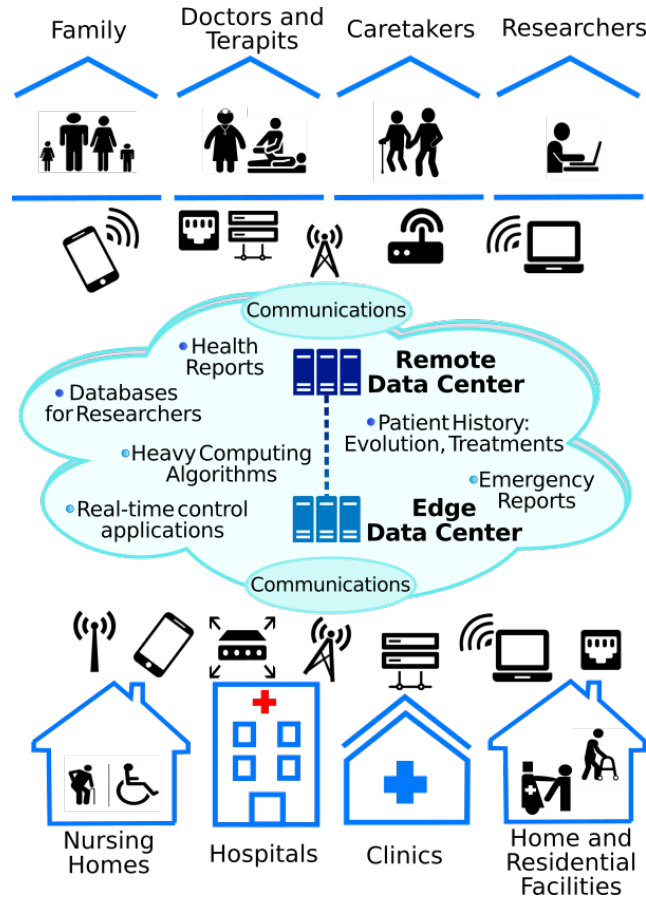 Family
Doctors and
Terapits
Caretakers
Researchers
Communications
Health
Reports
Remote
Data Center
Databases
for Researchers
Patient History:
Evolution, Treatments
Heavy Computing
Algorithms
Emergency
Reports
Real-time control
applications
Edge
Data Center
Communications
Nursing
Homes
Hospitals
Clinics
Home and
Residential
Facilities